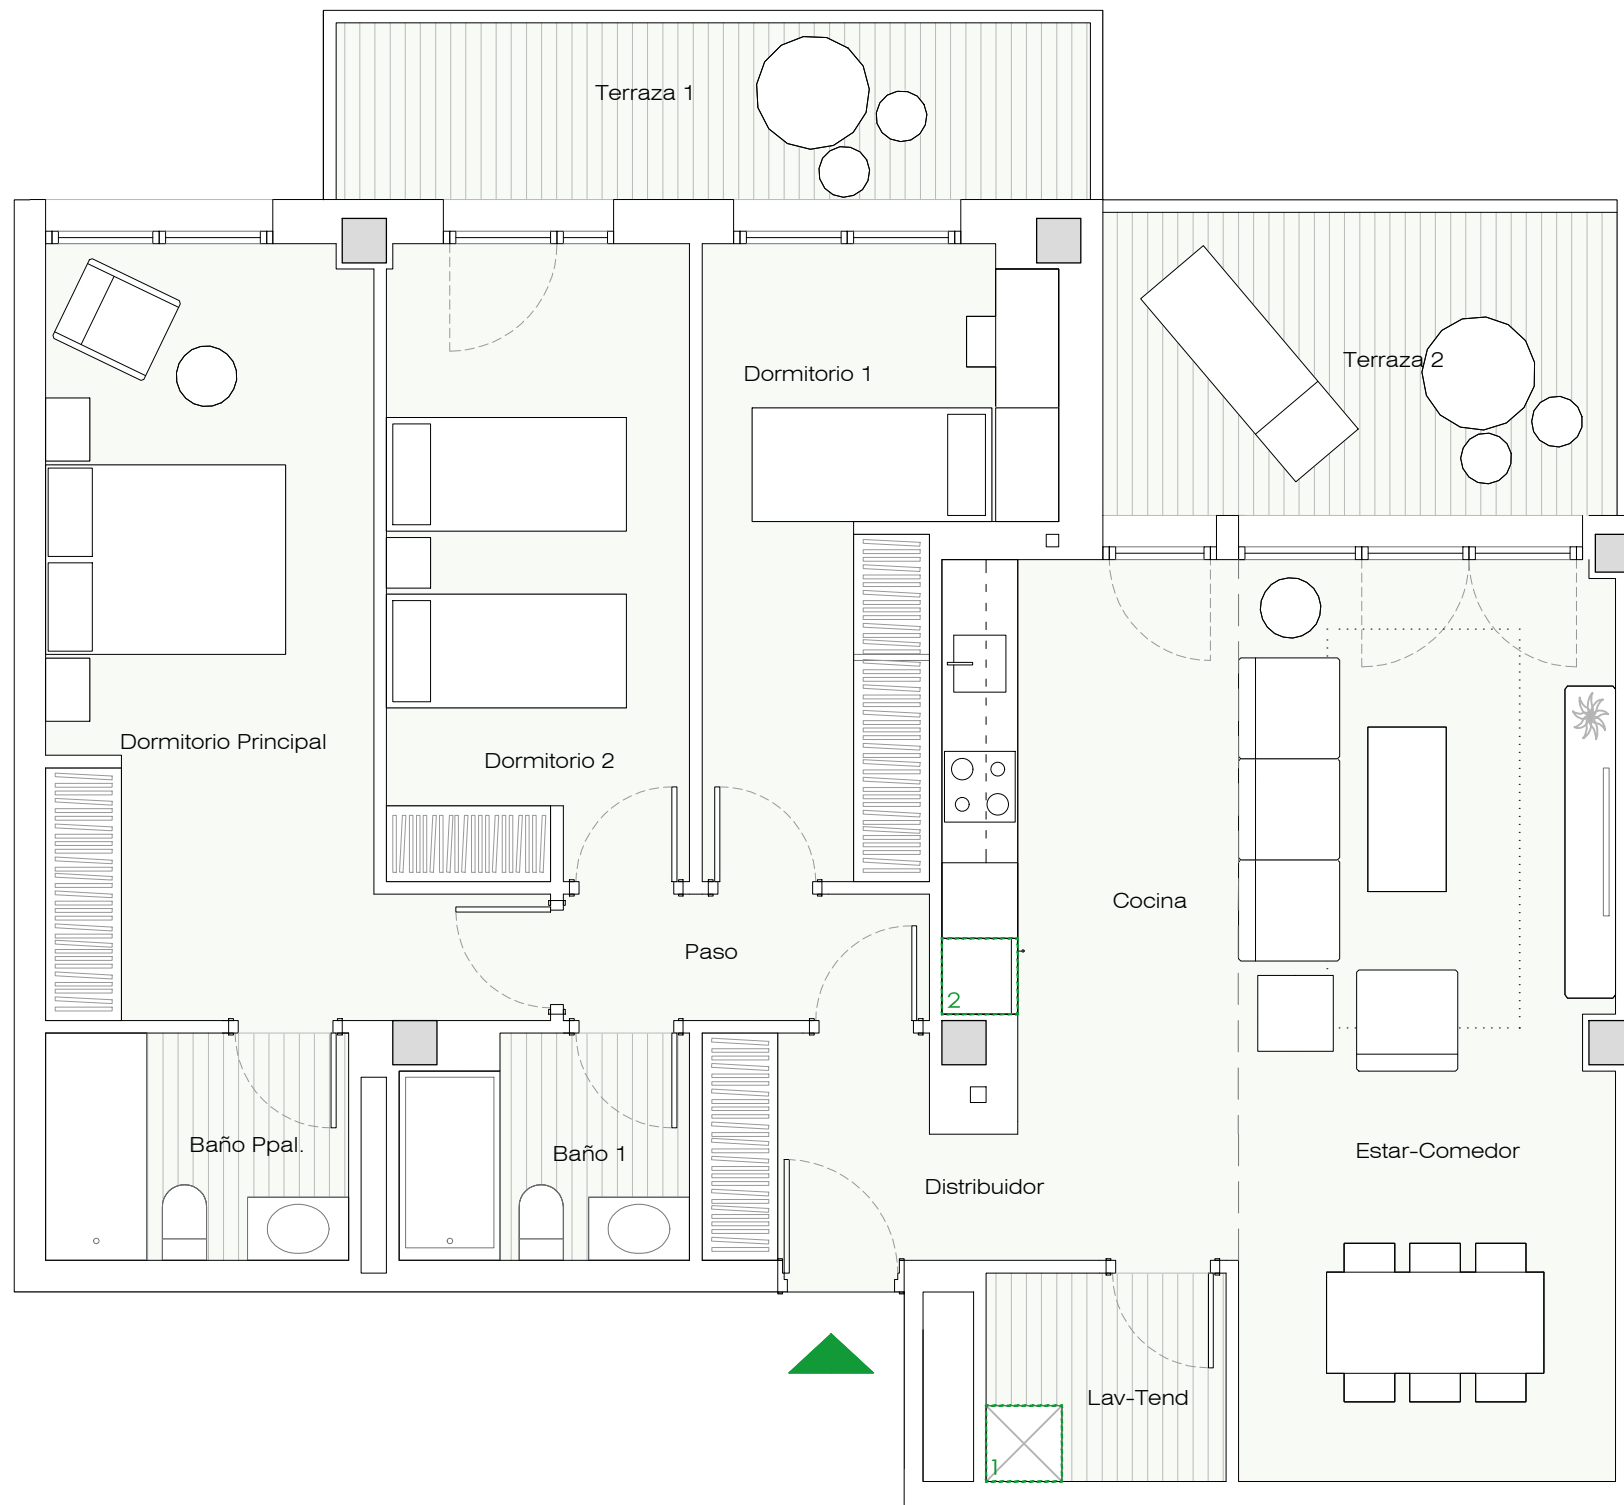 Terraza 1
Terraza 2
Dormitorio 1
Dormitorio Principal
Dormitorio 2
Cocina
Paso
2
Baño Ppal.
Baño 1
Estar-Comedor
Distribuidor
Lav-Tend
1